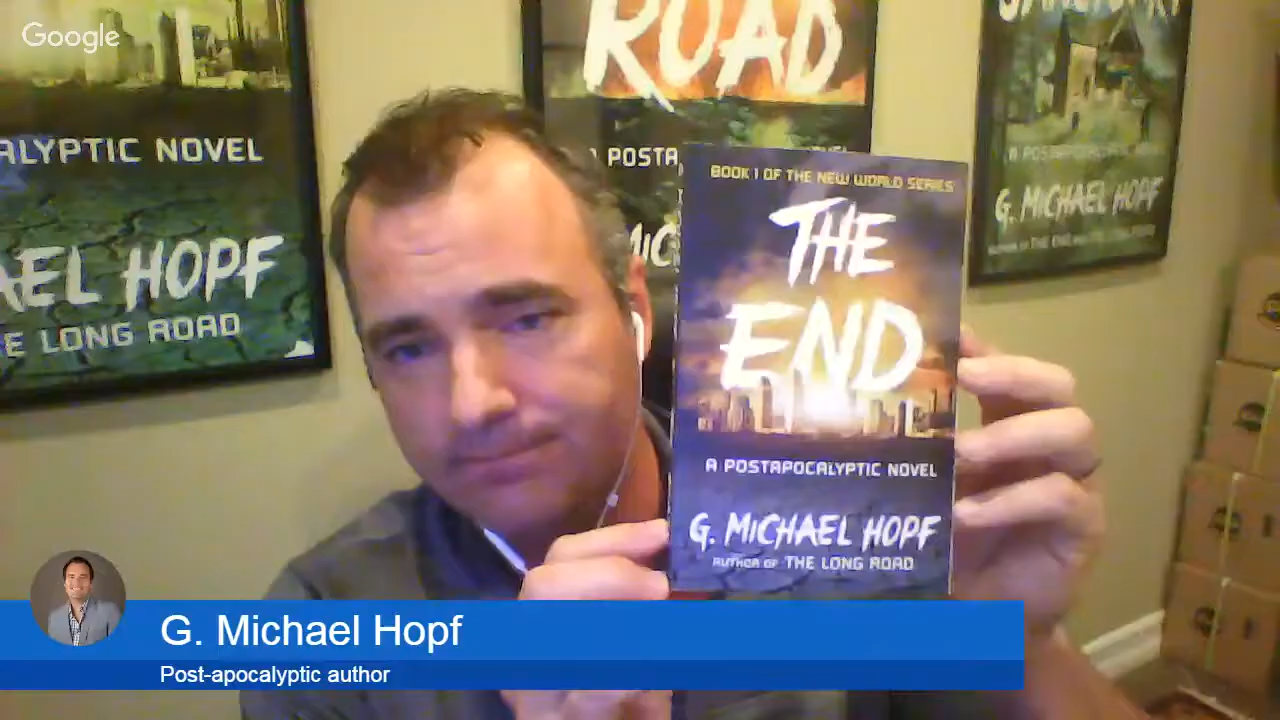 Google
ROAD
SANCTUARY
ALYPTIC NOVEL
AEL HOPF
E LONG ROAD
A POSTA
MIC
A POSTAPOCALYPTIC
G. MICHAEL HOPF
AUTHOR OF THE END AND THE LONG ROAD
BOOK 1 OF THE NEW WORLD SERIES
THE
END
A POSTAPOCALYPTIC NOVEL
G. MICHAEL HOPF
AUTHOR OF THE LONG ROAD
G. Michael Hopf
Post-apocalyptic author